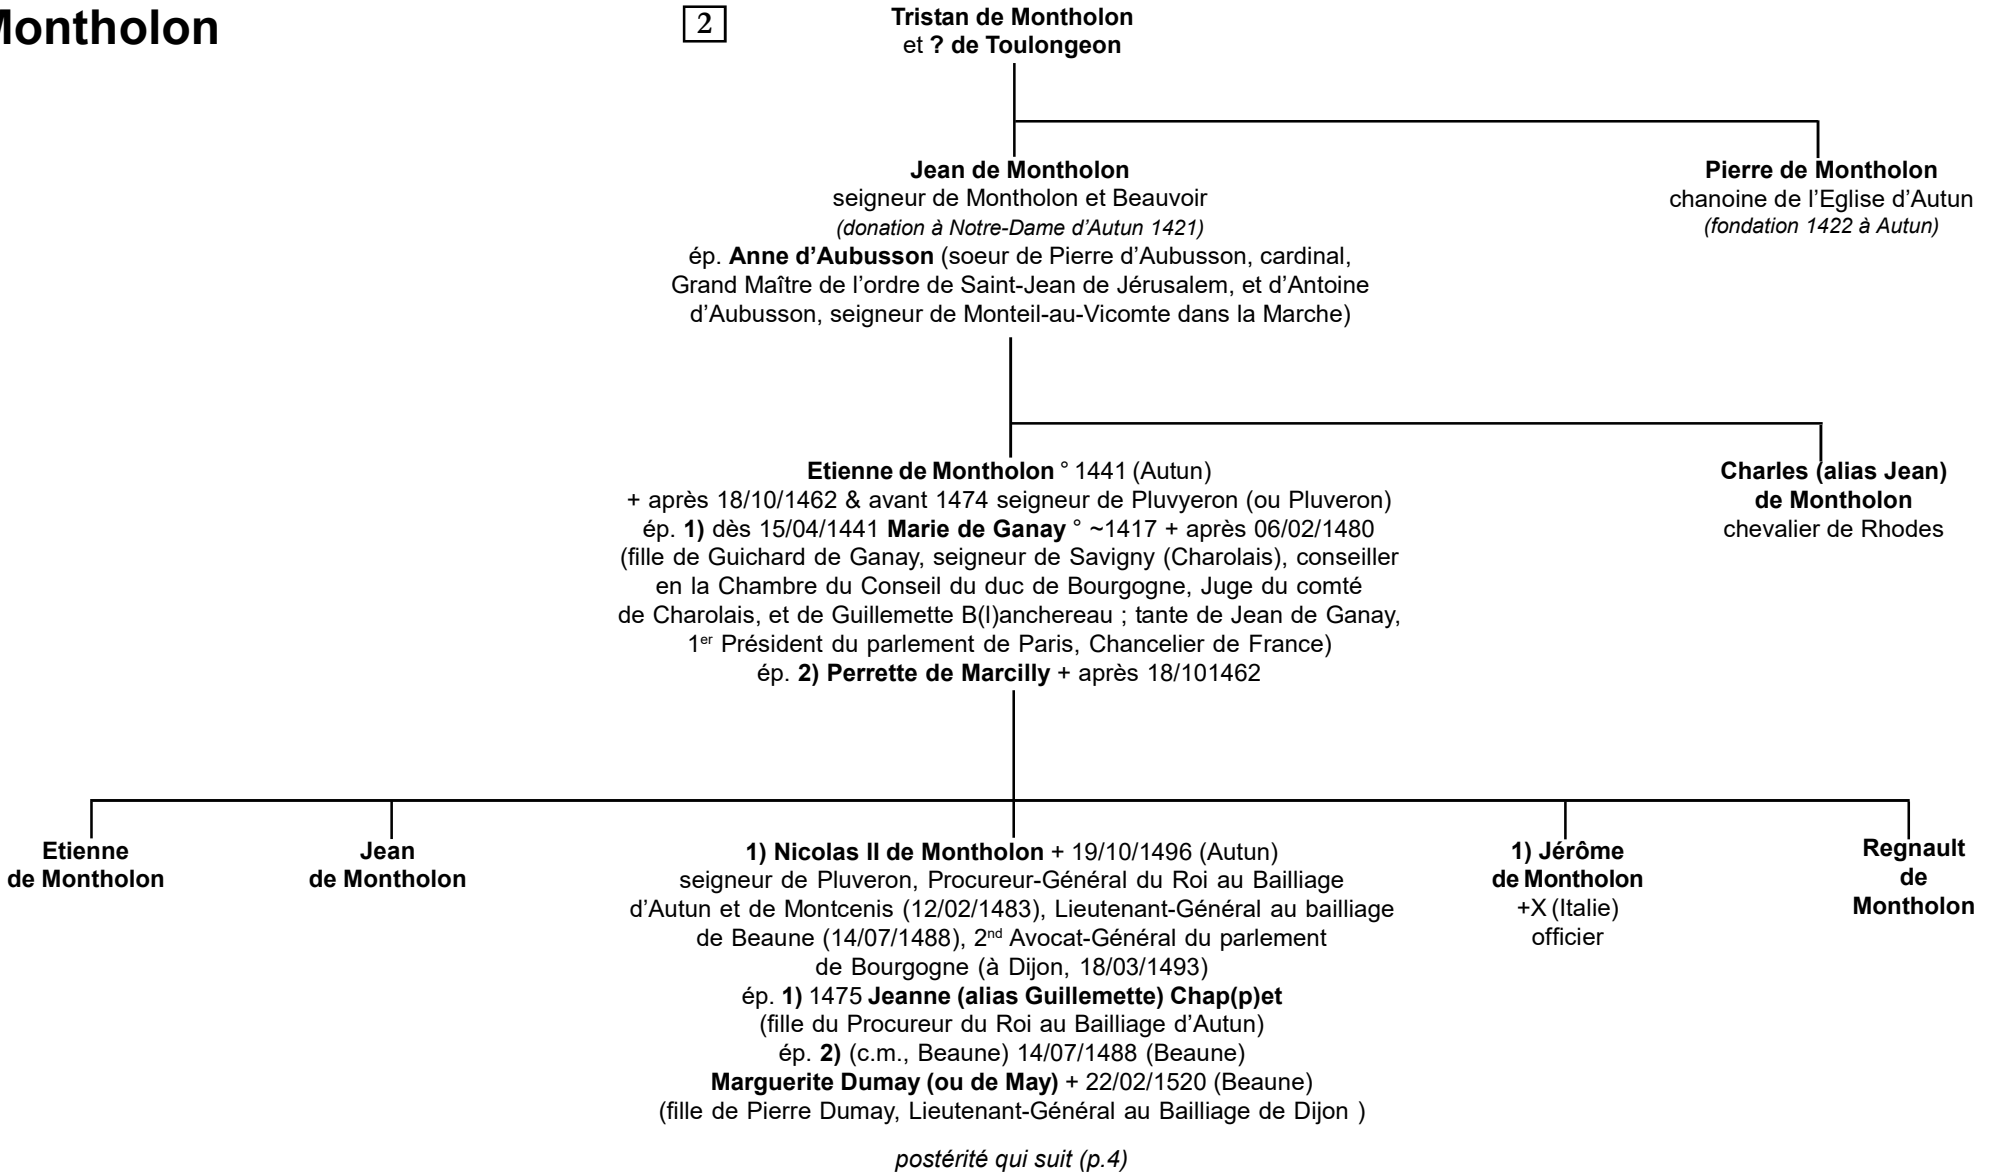 Montholon
2
Tristan de Montholon
et ? de Toulongeon
Jean de Montholon
seigneur de Montholon et Beauvoir
(donation à Notre-Dame d’Autun 1421)
ép. Anne d’Aubusson (soeur de Pierre d’Aubusson, cardinal,
Grand Maître de l’ordre de Saint-Jean de Jérusalem, et d’Antoine
d’Aubusson, seigneur de Monteil-au-Vicomte dans la Marche)
Pierre de Montholon
chanoine de l’Eglise d’Autun
(fondation 1422 à Autun)
Etienne de Montholon ° 1441 (Autun)
+ après 18/10/1462 & avant 1474 seigneur de Pluvyeron (ou Pluveron)
ép. 1) dès 15/04/1441 Marie de Ganay ° ~1417 + après 06/02/1480
(fille de Guichard de Ganay, seigneur de Savigny (Charolais), conseiller
en la Chambre du Conseil du duc de Bourgogne, Juge du comté
de Charolais, et de Guillemette B(l)anchereau ; tante de Jean de Ganay,
1er Président du parlement de Paris, Chancelier de France)
ép. 2) Perrette de Marcilly + après 18/101462
Charles (alias Jean)
de Montholon
chevalier de Rhodes
Etienne
de Montholon
Jean
de Montholon
1) Nicolas II de Montholon + 19/10/1496 (Autun)
seigneur de Pluveron, Procureur-Général du Roi au Bailliage
d’Autun et de Montcenis (12/02/1483), Lieutenant-Général au bailliage
de Beaune (14/07/1488), 2nd Avocat-Général du parlement
de Bourgogne (à Dijon, 18/03/1493)
ép. 1) 1475 Jeanne (alias Guillemette) Chap(p)et
(fille du Procureur du Roi au Bailliage d’Autun)
ép. 2) (c.m., Beaune) 14/07/1488 (Beaune)
Marguerite Dumay (ou de May) + 22/02/1520 (Beaune)
(fille de Pierre Dumay, Lieutenant-Général au Bailliage de Dijon )
postérité qui suit (p.4)
1) Jérôme
de Montholon
+X (Italie)
officier
Regnault
de
Montholon